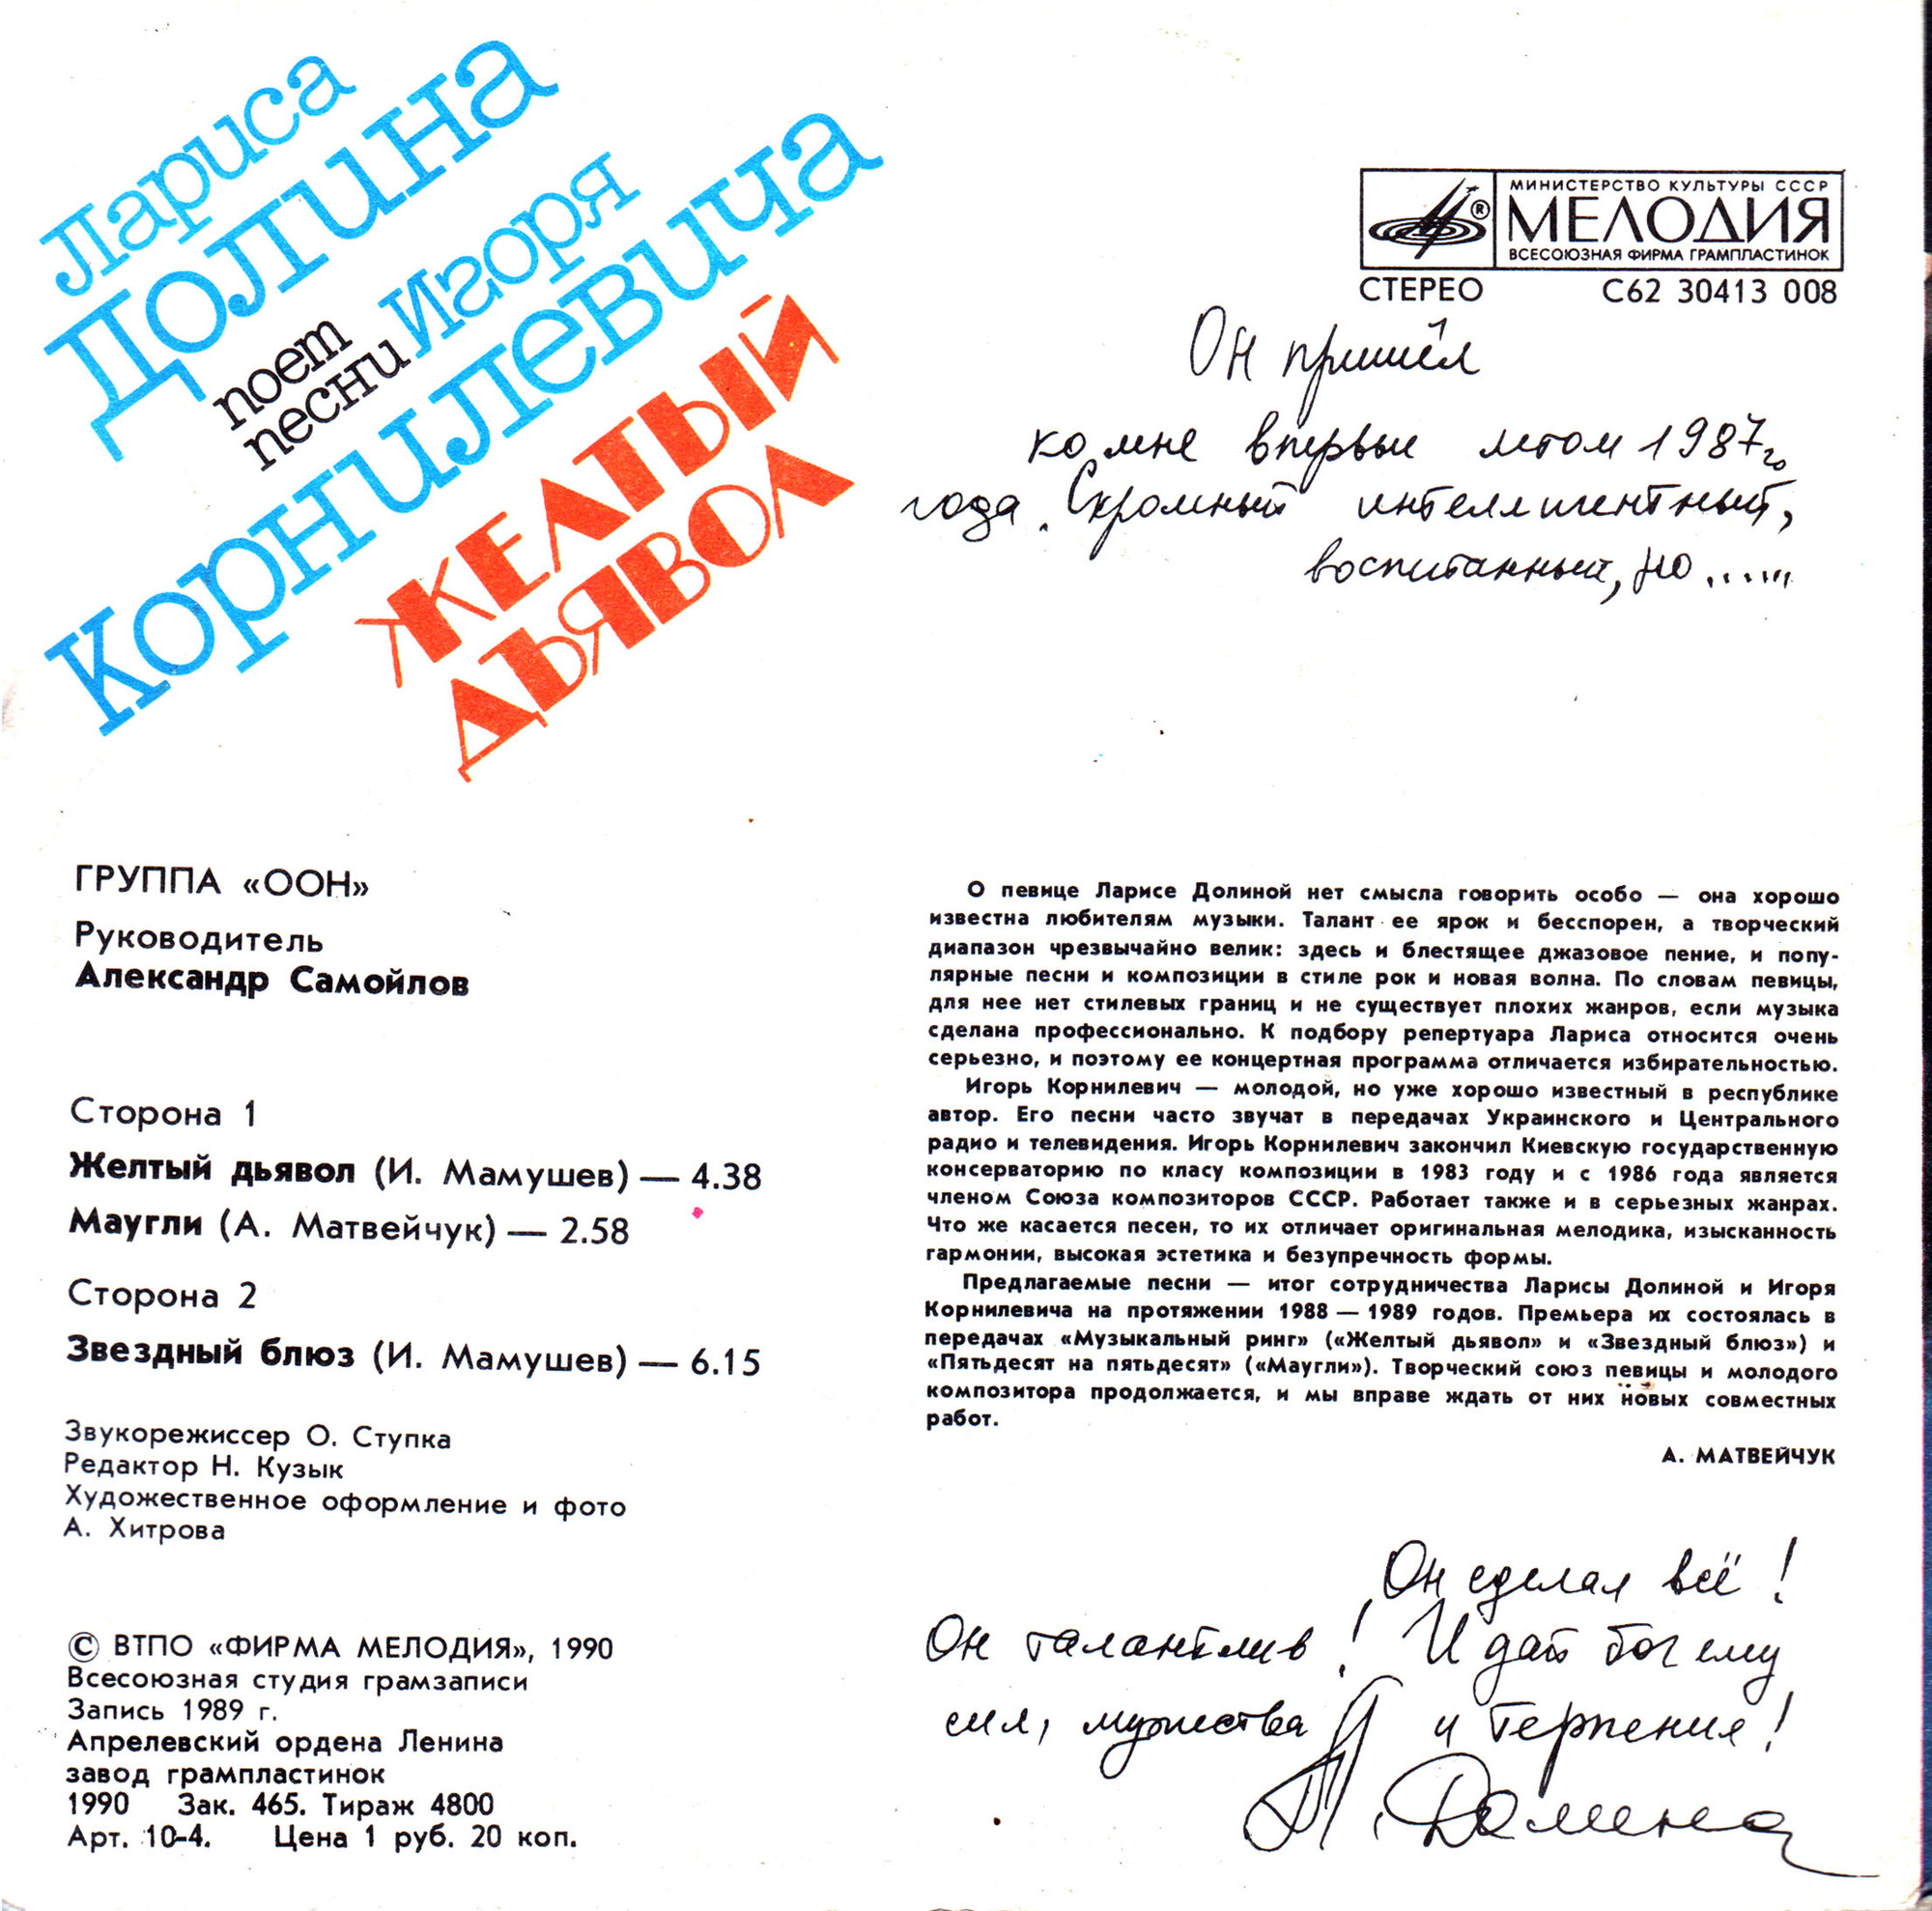 Лариса
ДОЛИНА
поет
песни
Игоря
Корнилевича
ЖЕЛТЫЙ
ДЬЯВОЛ
МИНИСТЕРСТВО КУЛЬТУРЫ СССР
МЕЛОДИЯ
®
ВСЕСОЮЗНАЯ ФИРМА ГРАМПЛАСТИНОК
СТЕРЕО С62 30413 008
Он пришёл
ко мне впервые летом 1987го
года. Скромный интеллигентный,
воспитанный, но ......
ГРУППА «ООН»
Руководитель
Александр Самойлов
Сторона 1
Желтый дьявол (И. Мамушев) — 4.38
Маугли (А. Матвейчук) — 2.58
Сторона 2
Звездный блюз (И. Мамушев) — 6.15
Звукорежиссер О. Ступка
Редактор Н. Кузык
Художественное оформление и фото
А. Хитрова
© ВТПО «ФИРМА МЕЛОДИЯ», 1990
Всесоюзная студия грамзаписи
Запись 1989 г.
Апрелевский ордена Ленина
завод грампластинок
1990 Зак. 465. Тираж 4800
Арт. 10-4. Цена 1 руб. 20 коп.
О певице Ларисе Долиной нет смысла говорить особо — она хорошо
известна любителям музыки. Талант ее ярок и бесспорен, а творческий
диапазон чрезвычайно велик: здесь и блестящее джазовое пение, и попу-
лярные песни и композиции в стиле рок и новая волна. По словам певицы,
для нее нет стилевых границ и не существует плохих жанров, если музыка
сделана профессионально. К подбору репертуара Лариса относится очень
серьезно, и поэтому ее концертная программа отличается избирательностью.
Игорь Корнилевич — молодой, но уже хорошо известный в республике
автор. Его песни часто звучат в передачах Украинского и Центрального
радио и телевидения. Игорь Корнилевич закончил Киевскую государственную
консерваторию по класу композиции в 1983 году и с 1986 года является
членом Союза композиторов СССР. Работает также и в серьезных жанрах.
Что же касается песен, то их отличает оригинальная мелодика, изысканность
гармонии, высокая эстетика и безупречность формы.
Предлагаемые песни — итог сотрудничества Ларисы Долиной и Игоря
Корнилевича на протяжении 1988 — 1989 годов. Премьера их состоялась в
передачах «Музыкальный ринг» («Желтый дьявол» и «Звездный блюз») и
«Пятьдесят на пятьдесят» («Маугли»). Творческий союз певицы и молодого
композитора продолжается, и мы вправе ждать от них новых совместных
работ.
А. МАТВЕЙЧУК
Он сделал всё!
Он талантлив! И дай бог ему
сил, мужества и терпения!
Л. Долина